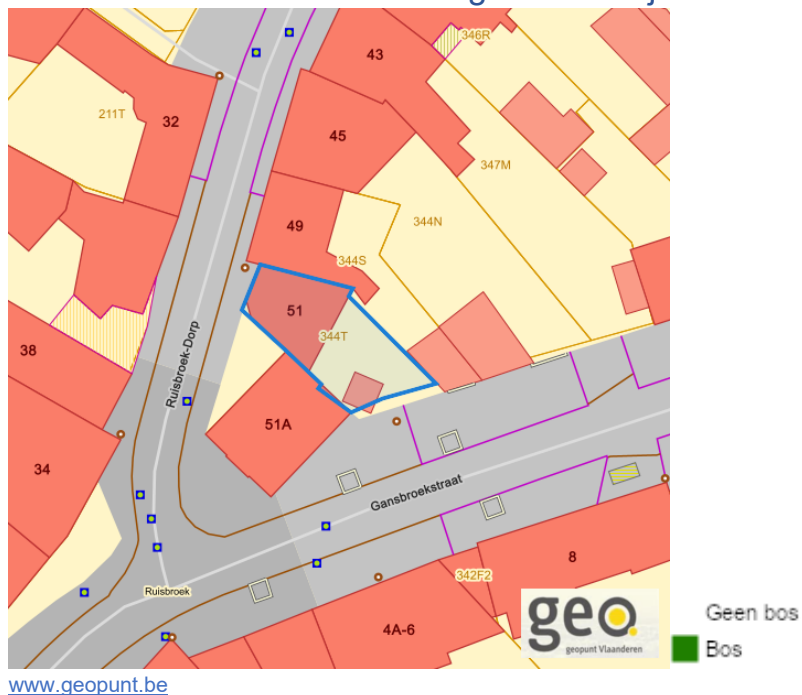 346R
43
211T
32
45
347M
344N
49
344S
51
344T
Ruisbroek-Dorp
38
51A
34
Gansbroekstraat
8
342F2
Ruisbroek
4A-6
geo.
geopunt Vlaanderen
Geen bos
Bos
www.geopunt.be